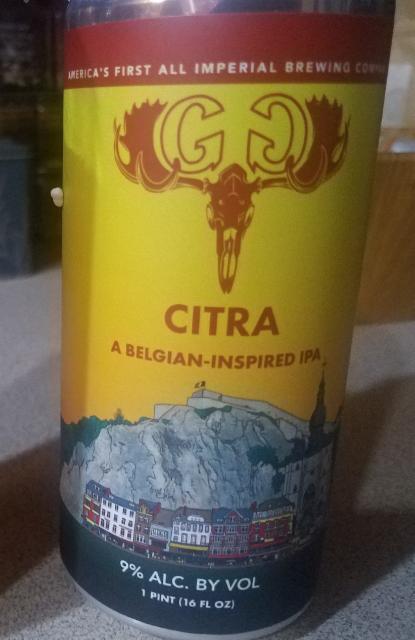 AMERICA'S FIRST ALL IMPERIAL BREWING
G G
CITRA
A BELGIAN-INSPIRED IPA
9% ALC. BY VOL
1 PINT (16 FL OZ)